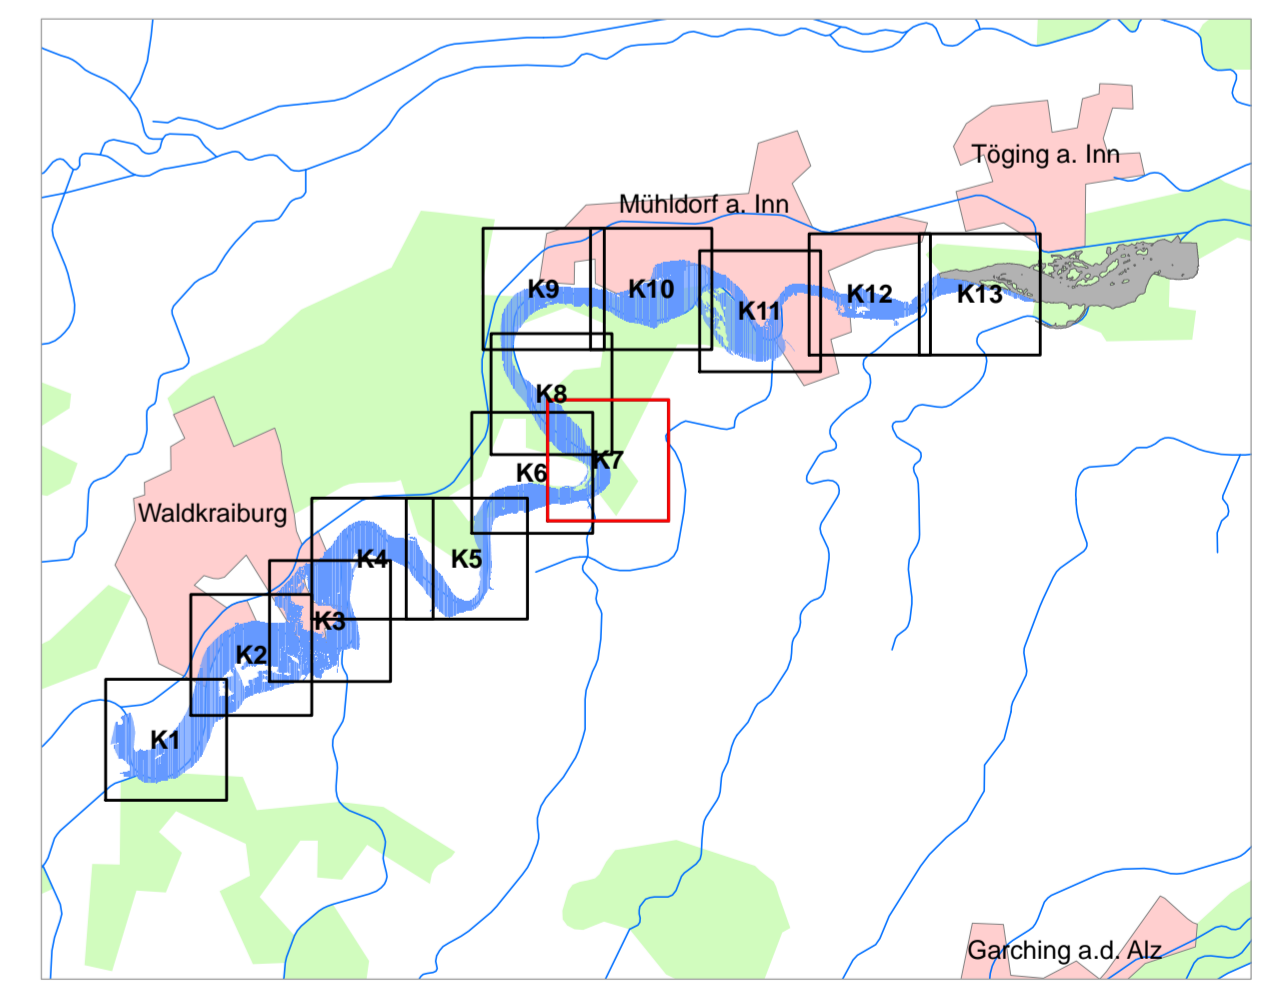 Töging a. Inn
Mühldorf a. Inn
K9
K10
K11
K12
K13
K8
K7
K6
Waldkraiburg
K5
K4
K3
K2
K1
Garching a.d. Alz